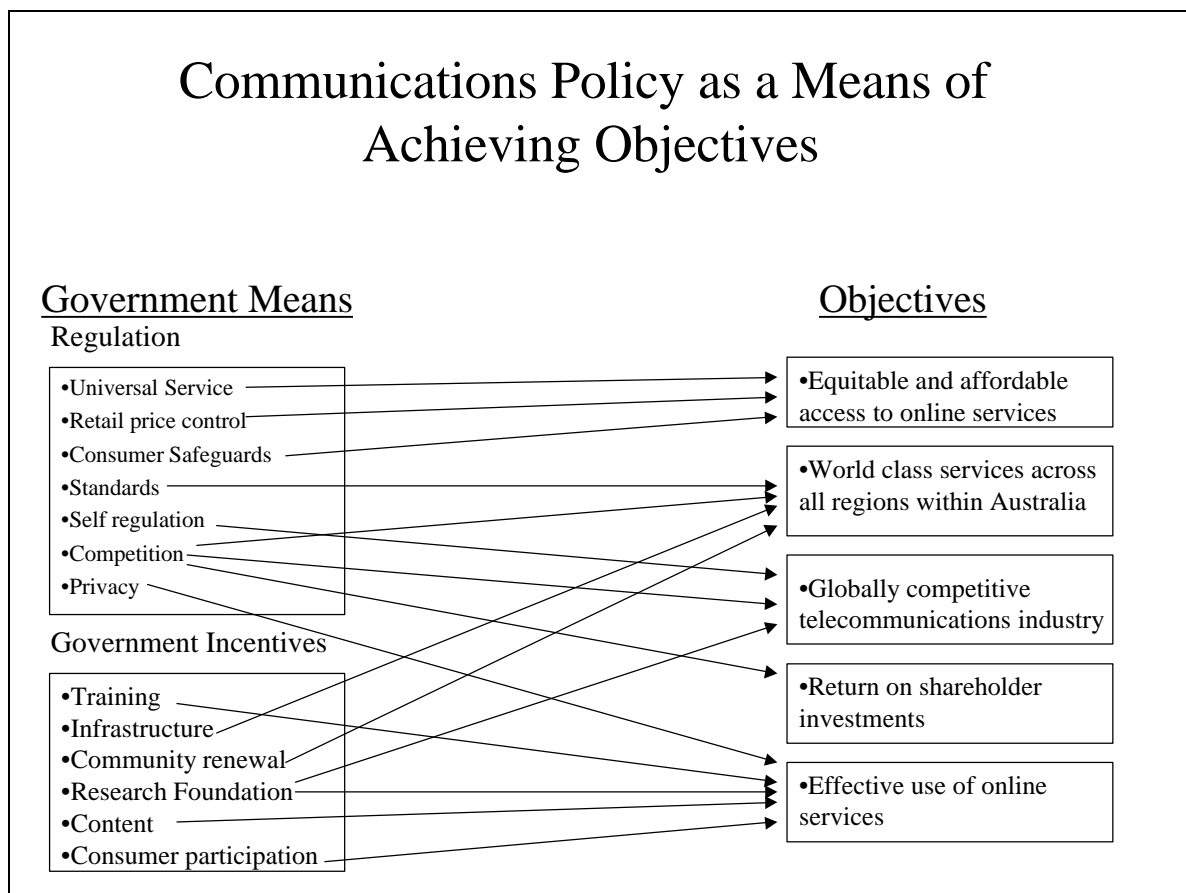 Communications Policy as a Means of
Achieving Objectives
Government Means
Regulation
•Universal Service
•Retail price control
•Consumer Safeguards
•Standards
•Self regulation
•Competition
•Privacy
Government Incentives
•Training
•Infrastructure
•Community renewal
•Research Foundation
•Content
•Consumer participation
Objectives
•Equitable and affordable
access to online services
•World class services across
all regions within Australia
•Globally competitive
telecommunications industry
•Return on shareholder
investments
•Effective use of online
services